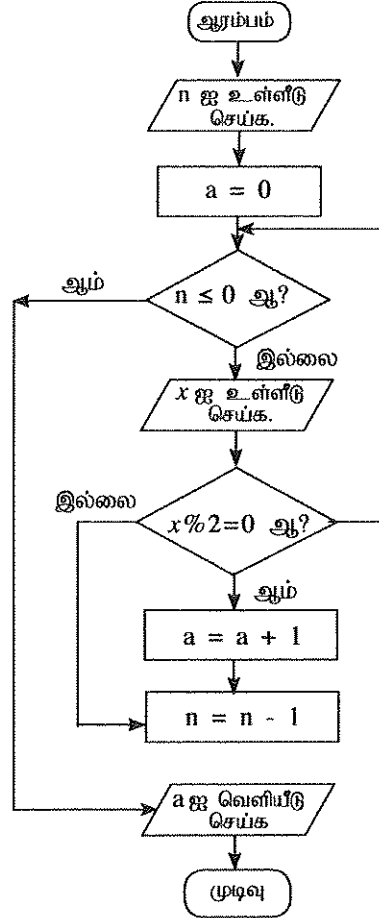 ஆரம்பம்
n ஐ உள்ளீடு
செய்க.
a = 0
n ≤ 0 ஆ?
ஆம்
இல்லை
x ஐ உள்ளீடு
செய்க.
இல்லை
x%2=0 ஆ?
ஆம்
a = a + 1
n = n - 1
a ஐ வெளியீடு
செய்க
முடிவு